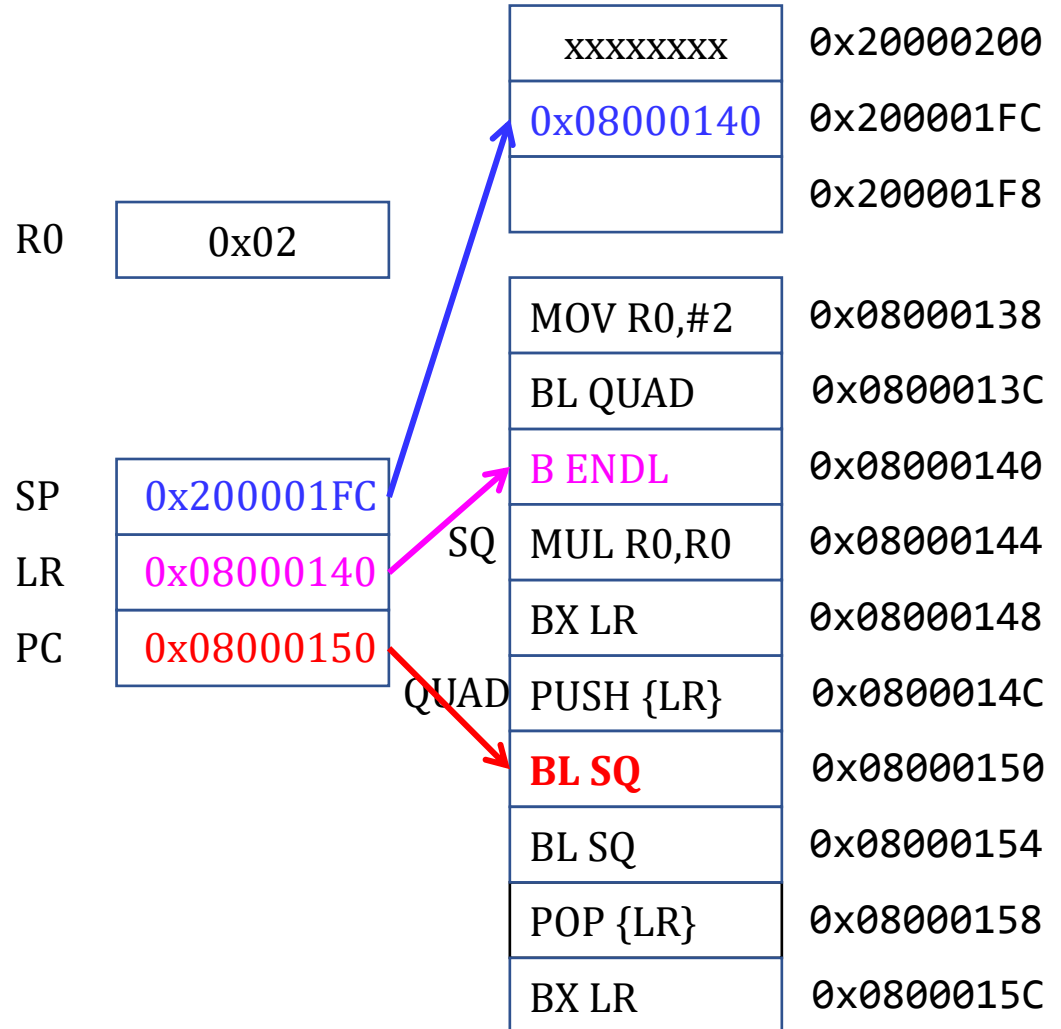 xxxxxxxx 0x20000200
0x08000140 0x200001FC
0x200001F8
R0 0x02
MOV R0,#2 0x08000138
BL QUAD 0x0800013C
SP 0x200001FC B ENDL 0x08000140
LR 0x08000140 SQ MUL R0,R0 0x08000144
PC 0x08000150 BX LR 0x08000148
QUAD PUSH {LR} 0x0800014C
BL SQ 0x08000150
BL SQ 0x08000154
POP {LR} 0x08000158
BX LR 0x0800015C